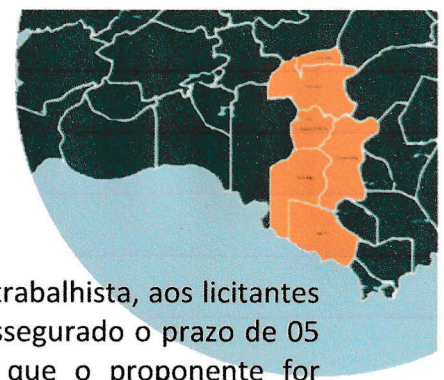 trabalhista, aos licitantes
ssegurado o prazo de 05
que o proponente for